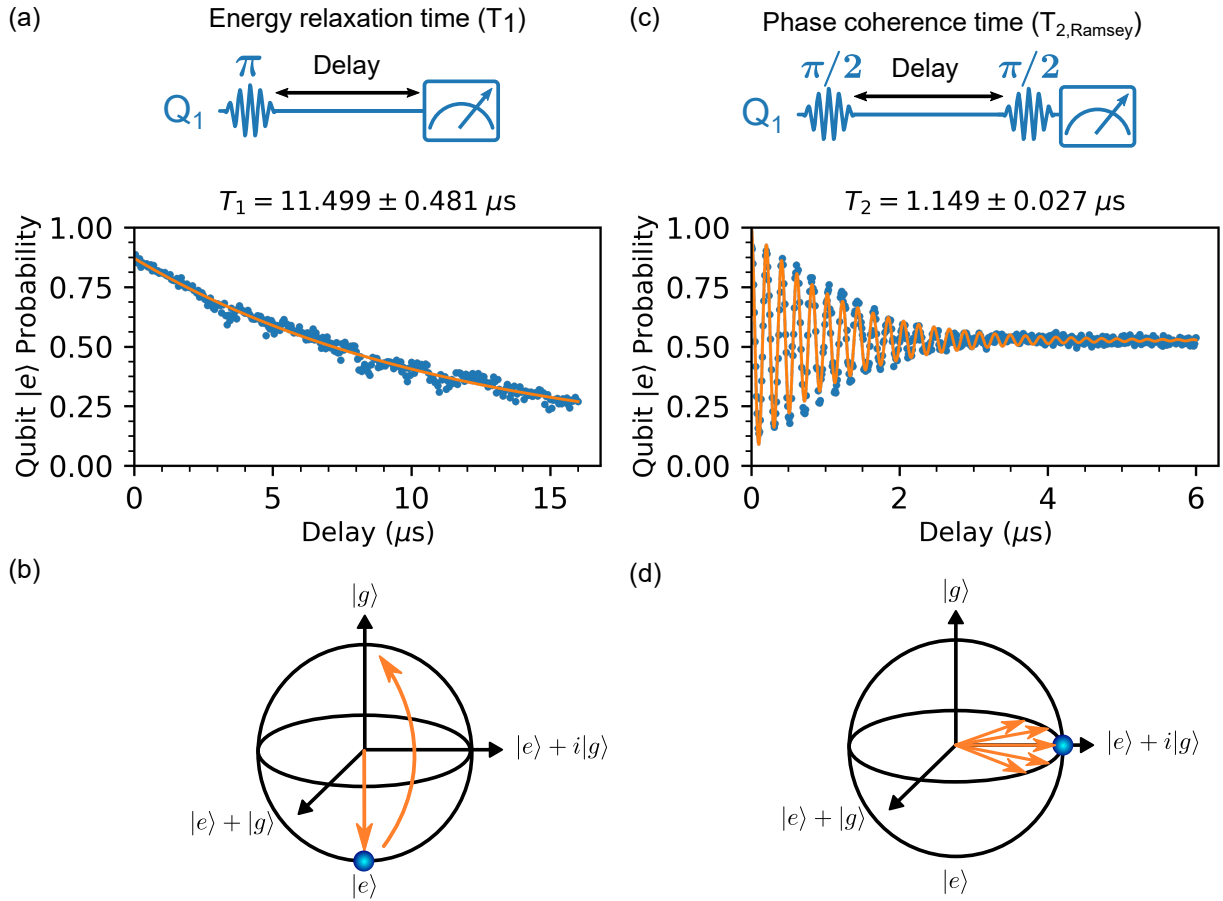 (a)
Energy relaxation time (T₁)
π
Delay
Q₁
T₁ = 11.499 ± 0.481 μs
1.00
0.75
0.50
0.25
0.00
Qubit |e⟩ Probability
0 5 10 15
Delay (μs)
(b)
|g⟩
|e⟩ + i|g⟩
|e⟩ + |g⟩
|e⟩
(c)
Phase coherence time (T₂,Ramsey)
π/2 Delay π/2
Q₁
T₂ = 1.149 ± 0.027 μs
1.00
0.75
0.50
0.25
0.00
Qubit |e⟩ Probability
0 2 4 6
Delay (μs)
(d)
|g⟩
|e⟩ + i|g⟩
|e⟩ + |g⟩
|e⟩